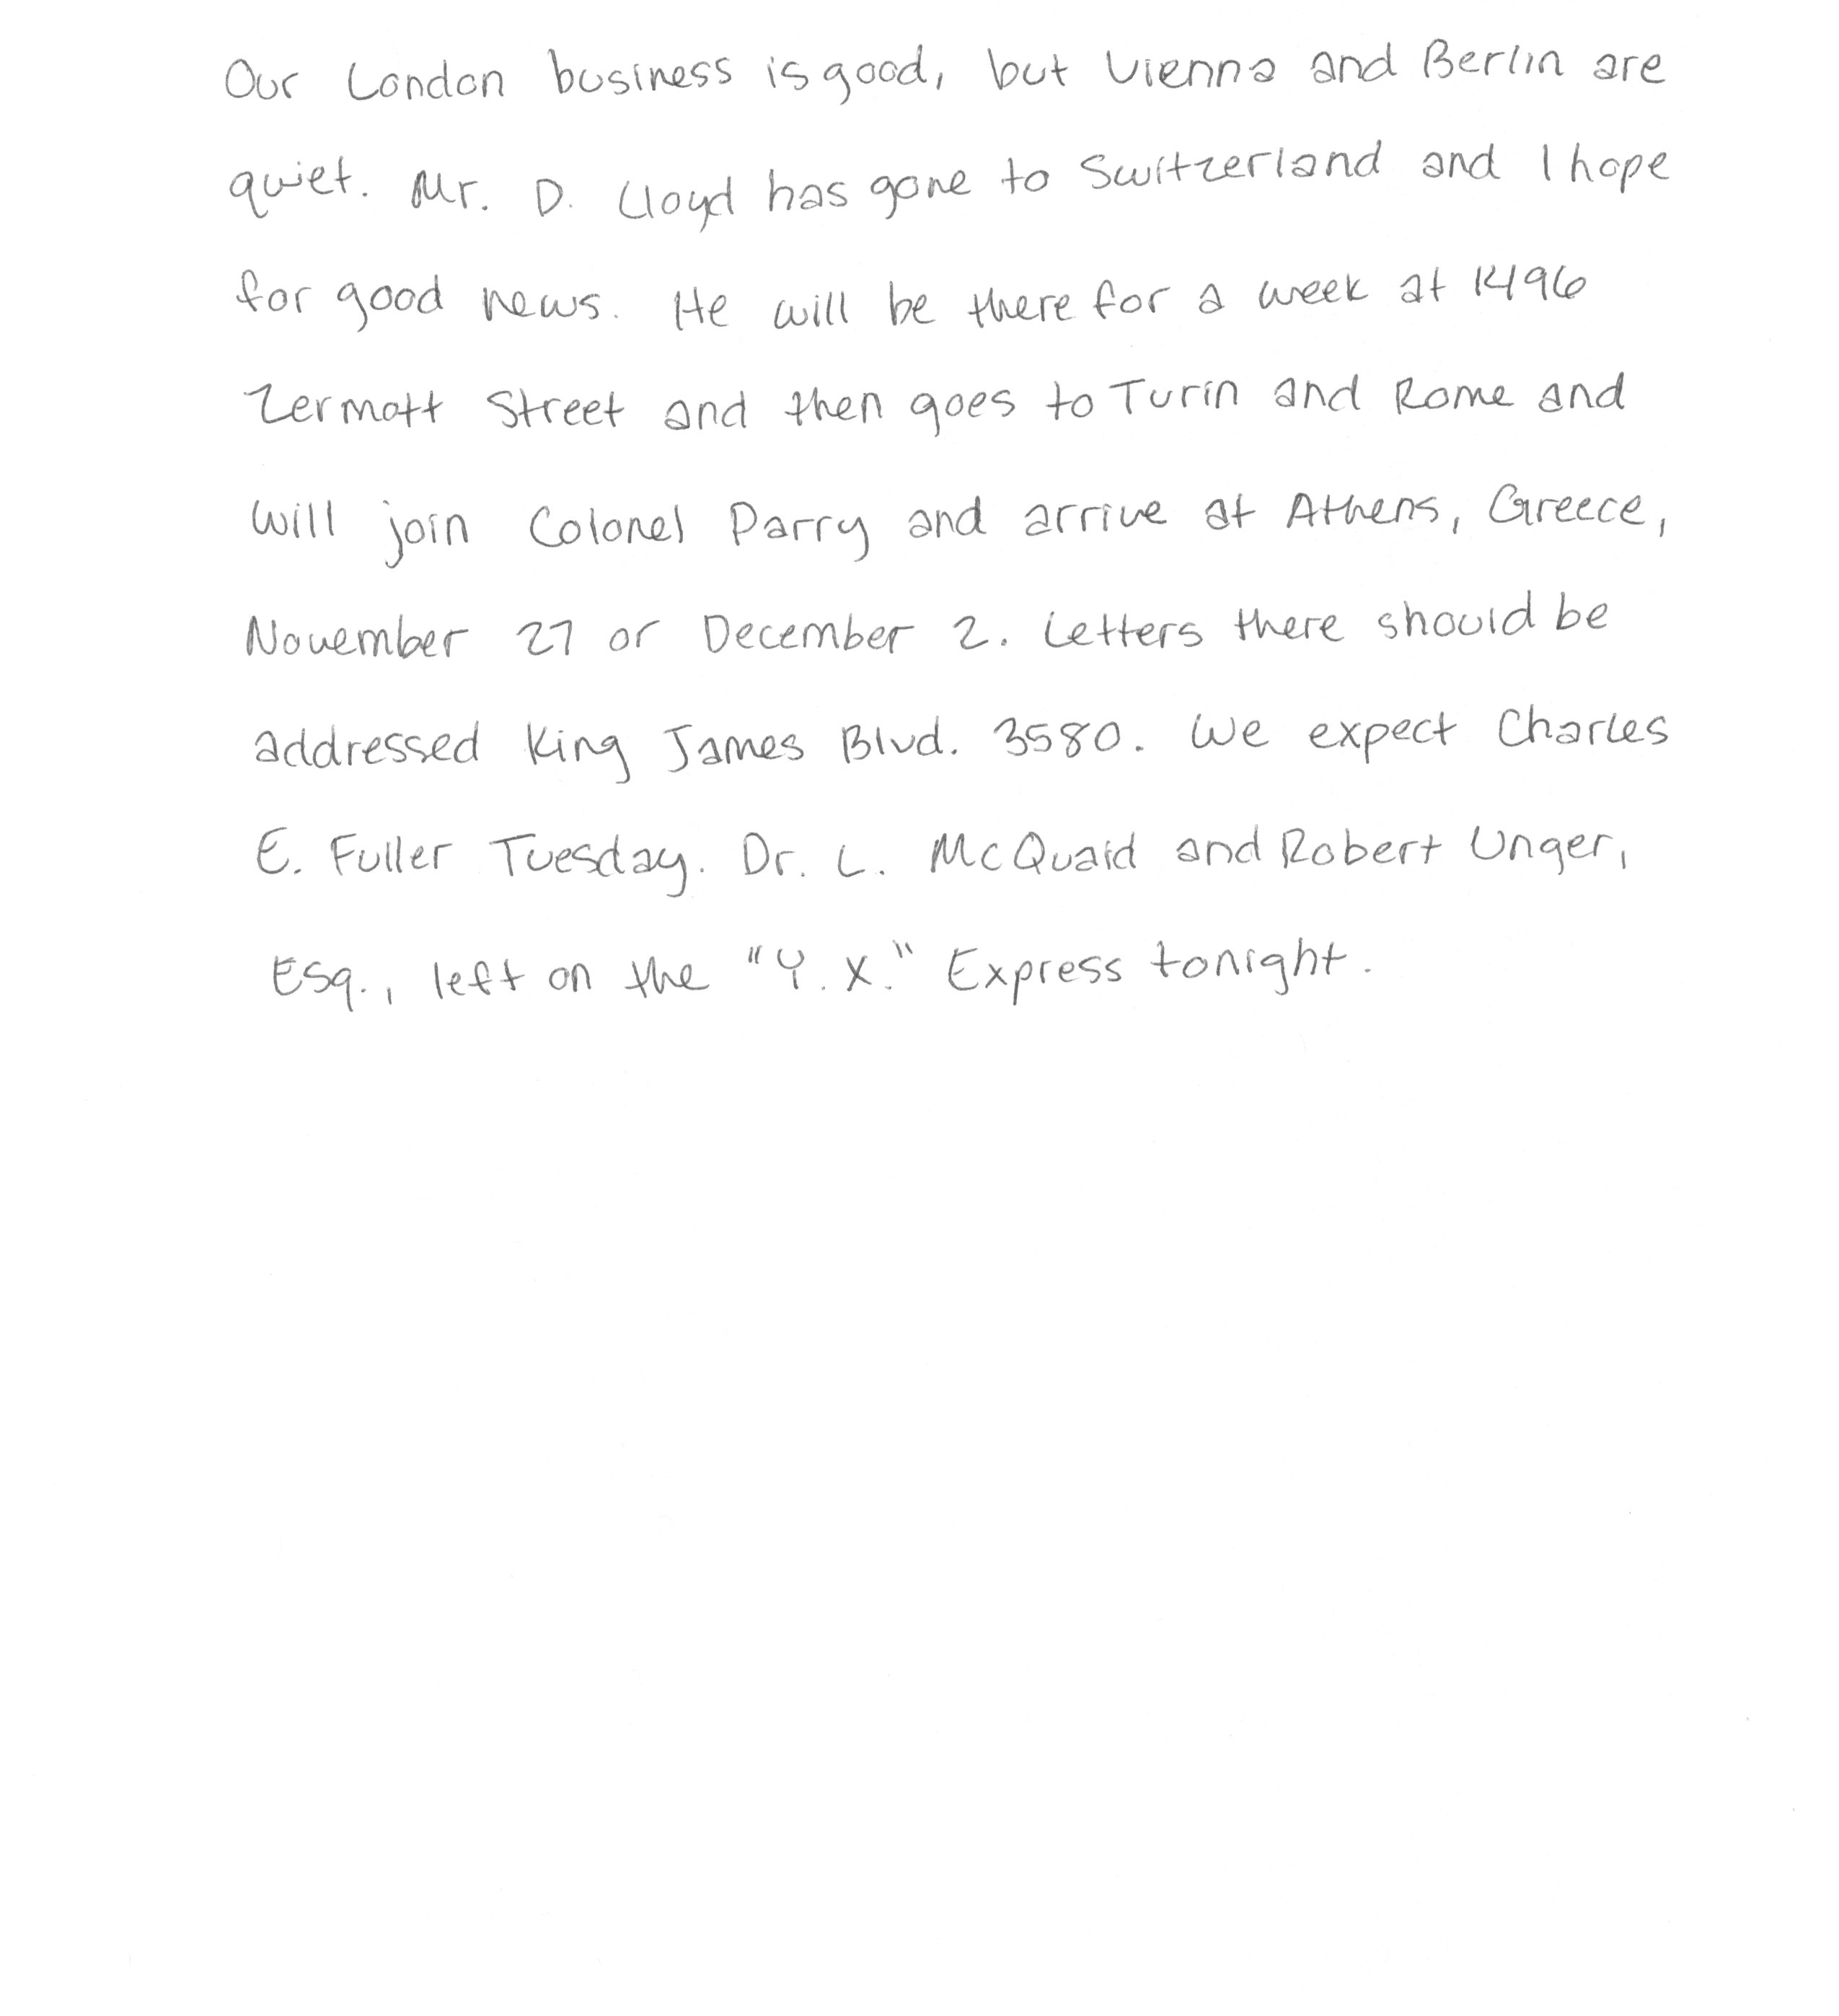 Our London business is good, but Vienna and Berlin are
quiet. Mr. D. Lloyd has gone to Switzerland and I hope
for good news. He will be there for a week at 1496
Zermott Street and then goes to Turin and Rome and
will join Colonel Parry and arrive at Athens, Greece,
November 27 or December 2. Letters there should be
addressed King James Blvd. 3580. We expect Charles
E. Fuller Tuesday. Dr. L. McQuaid and Robert Unger,
Esq., left on the "Y.X." Express tonight.